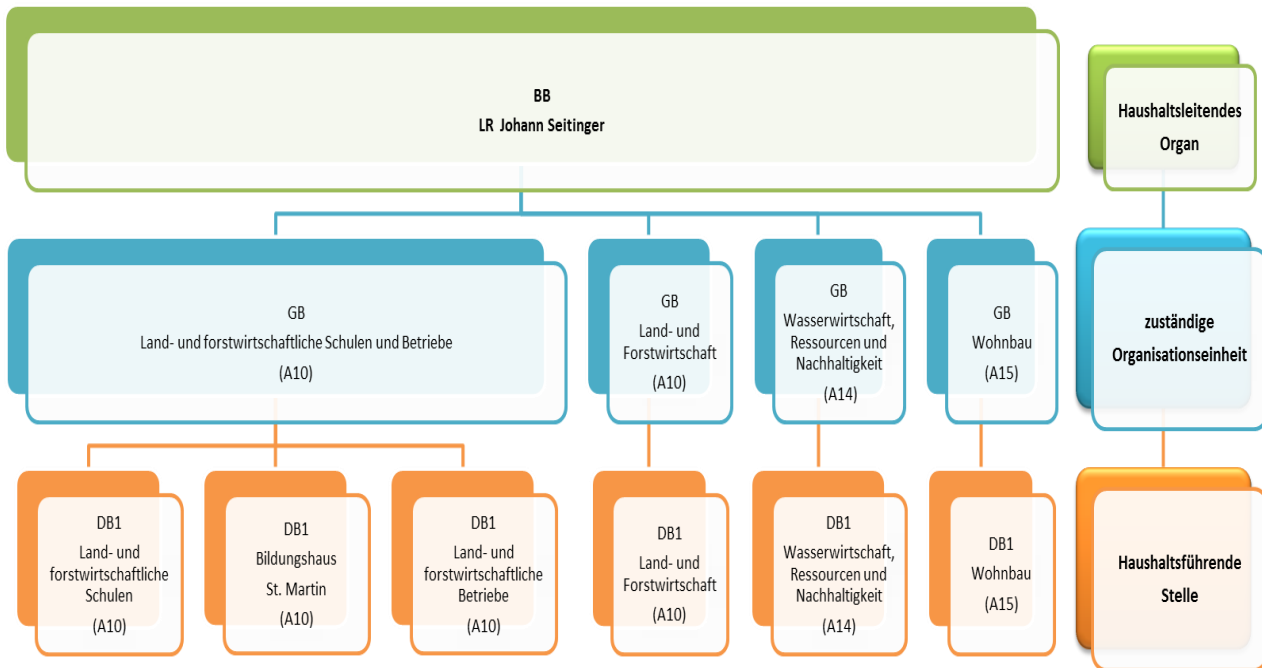 BB
LR Johann Seitinger
Haushaltsleitendes
Organ
GB
Land- und forstwirtschaftliche Schulen und Betriebe
(A10)
GB
Land- und
Forstwirtschaft
(A10)
GB
Wasserwirtschaft,
Ressourcen und
Nachhaltigkeit
(A14)
GB
Wohnbau
(A15)
zuständige
Organisationseinheit
DB1
Land- und
forstwirtschaftliche
Schulen
(A10)
DB1
Bildungshaus
St. Martin
(A10)
DB1
Land- und
forstwirtschaftliche
Betriebe
(A10)
DB1
Land- und
Forstwirtschaft
(A10)
DB1
Wasserwirtschaft,
Ressourcen und
Nachhaltigkeit
(A14)
DB1
Wohnbau
(A15)
Haushaltsführende
Stelle